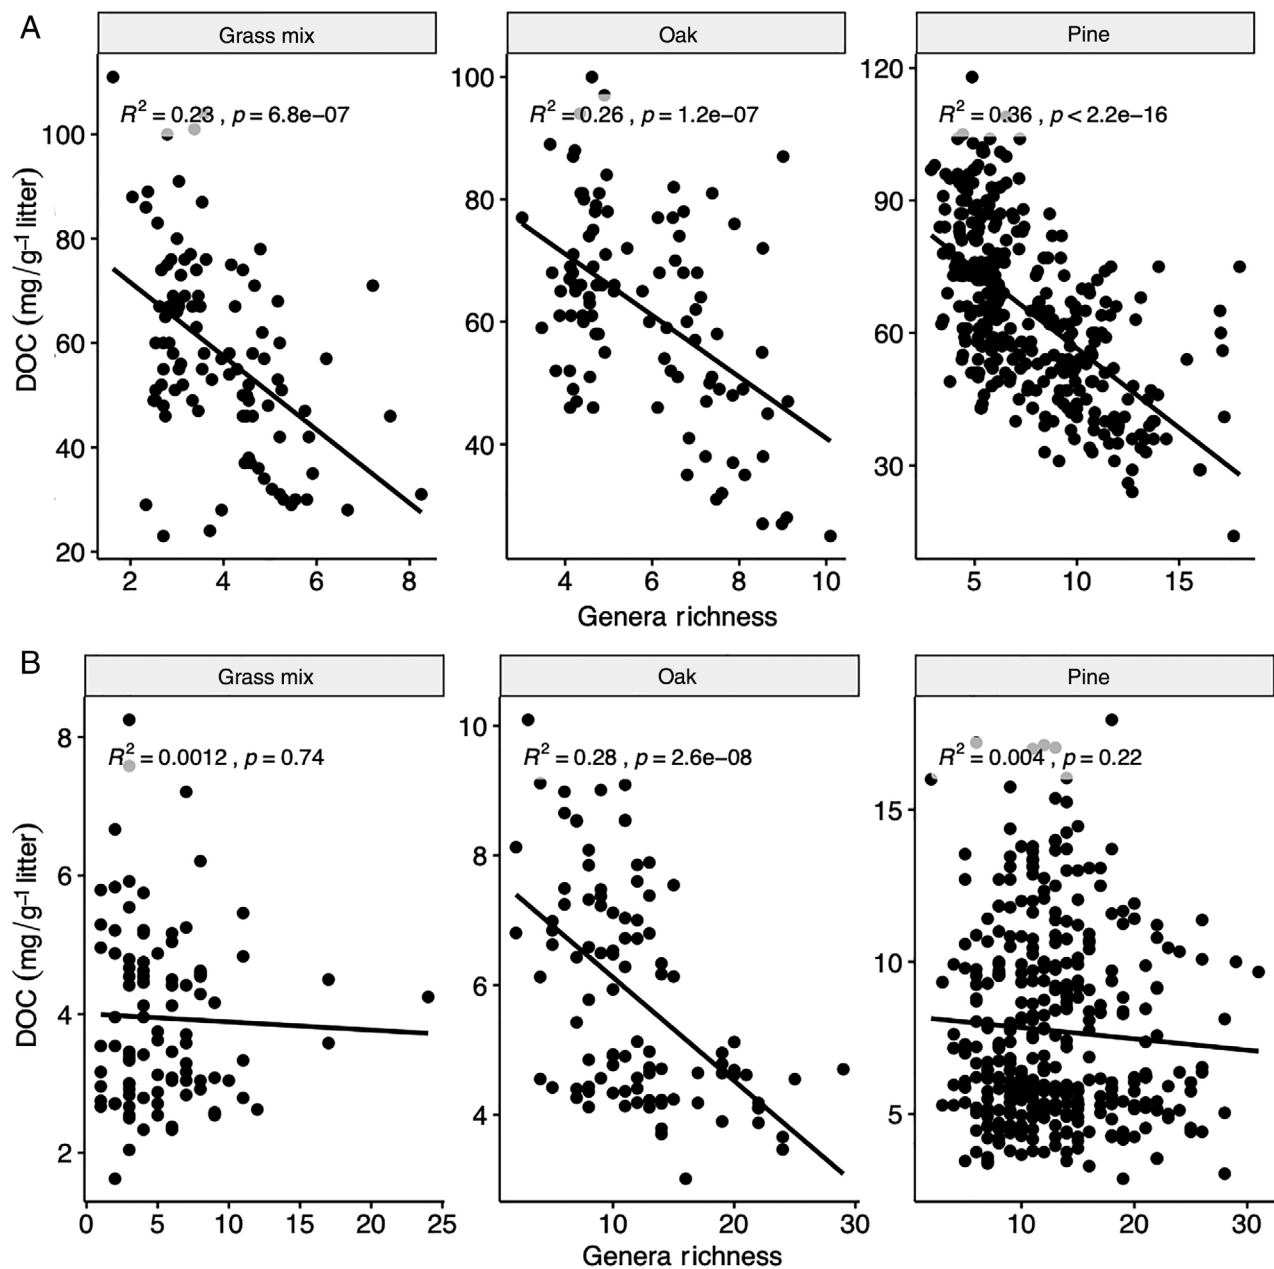 A
Grass mix
Oak
Pine
R² = 0.23 , p = 6.8e−07
R² = 0.26 , p = 1.2e−07
R² = 0.36 , p < 2.2e−16
DOC (mg/g⁻¹ litter)
100
80
60
40
20
100
80
60
40
120
90
60
30
2 4 6 8
4 6 8 10
5 10 15
Genera richness
B
Grass mix
Oak
Pine
R² = 0.0012 , p = 0.74
R² = 0.28 , p = 2.6e−08
R² = 0.004 , p = 0.22
DOC (mg/g⁻¹ litter)
8
6
4
2
10
8
6
4
15
10
5
0 5 10 15 20 25
10 20 30
10 20 30
Genera richness